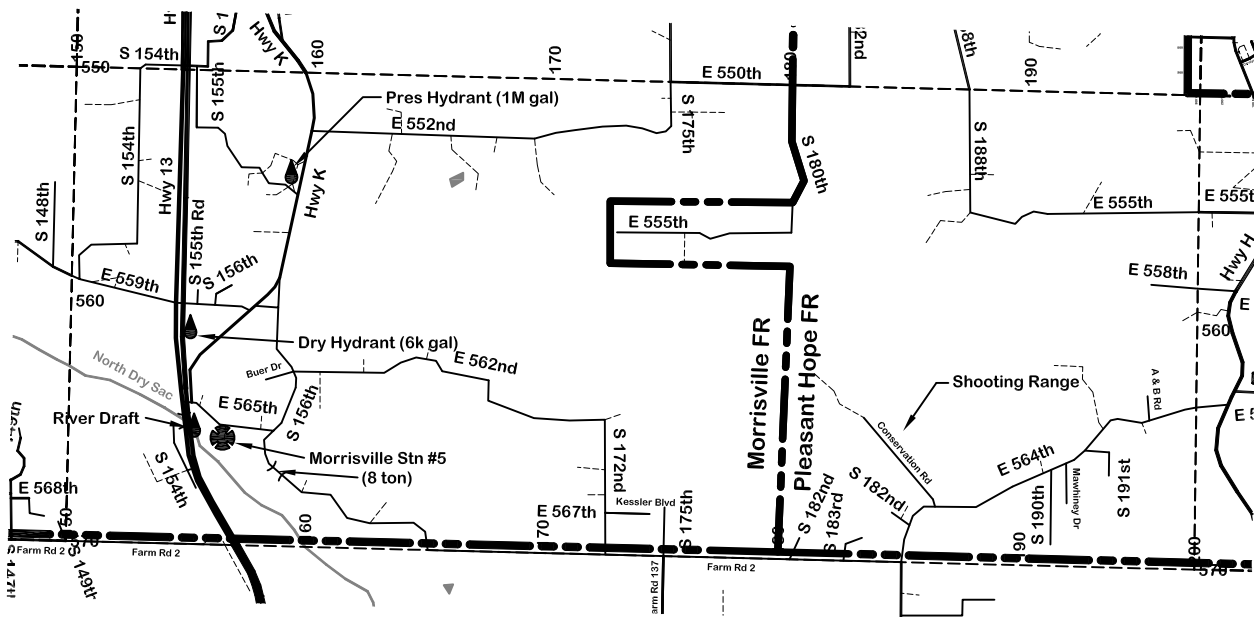 Hwy K
S 154th
150
550
S 155th
160
170
E 550th
180
190
Pres Hydrant (1M gal)
E 552nd
S 175th
S 154th
Hwy 13
Hwy K
S 180th
S 188th
S 148th
S 155th Rd
E 555th
E 555th
E 559th
S 156th
E 558th
Hwy H
560
560
Dry Hydrant (6k gal)
North Dry Sac
Buer Dr
E 562nd
Morrisville FR
Pleasant Hope FR
Shooting Range
A & B Rd
River Draft
E 565th
S 156th
Conservation Rd
Morrisville Stn #5
(8 ton)
S 154th
S 172nd
E 564th
E 568th
Kessler Blvd
E 567th
S 175th
S 182nd
S 182nd
S 183rd
S 190th
Mawhiney Dr
S 191st
60
70
90
Farm Rd 2
Farm Rd 2
Farm Rd 2
S 149th
570